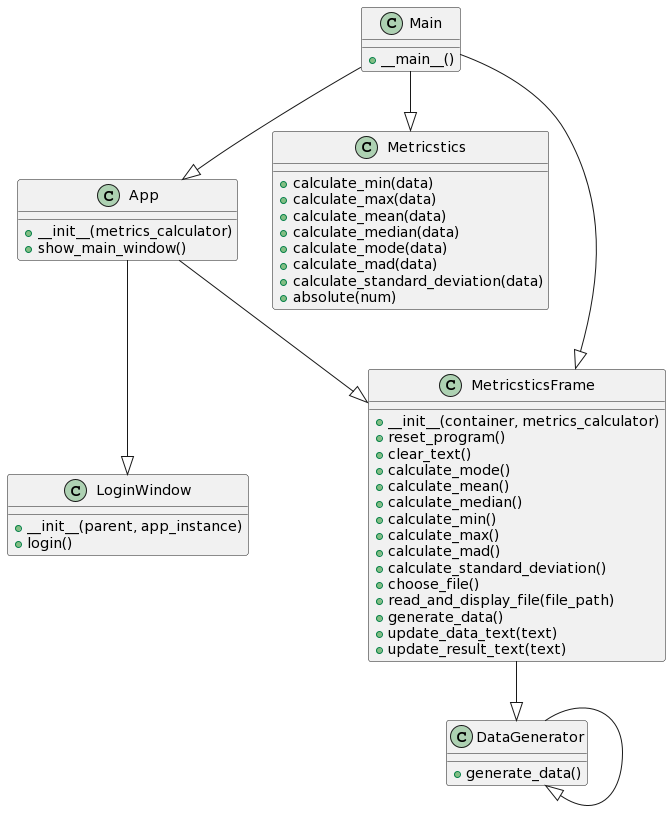 C Main
__main__()
C Metricstics
calculate_min(data)
calculate_max(data)
calculate_mean(data)
calculate_median(data)
calculate_mode(data)
calculate_mad(data)
calculate_standard_deviation(data)
absolute(num)
C App
__init__(metrics_calculator)
show_main_window()
C MetricsticsFrame
__init__(container, metrics_calculator)
reset_program()
clear_text()
calculate_mode()
calculate_mean()
calculate_median()
calculate_min()
calculate_max()
calculate_mad()
calculate_standard_deviation()
choose_file()
read_and_display_file(file_path)
generate_data()
update_data_text(text)
update_result_text(text)
C LoginWindow
__init__(parent, app_instance)
login()
C DataGenerator
generate_data()